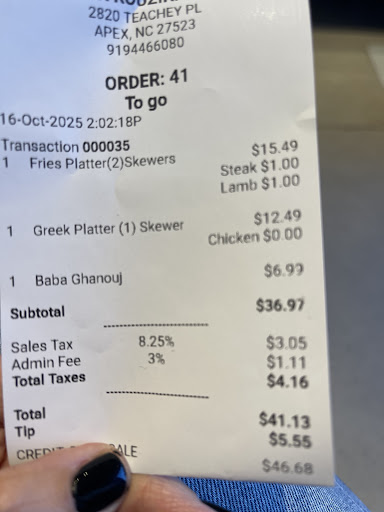 2820 TEACHEY PL
APEX, NC 27523
9194466080
ORDER: 41
To go
16-Oct-2025 2:02:18P
Transaction 000035
1 Fries Platter(2)Skewers $15.49
Steak $1.00
Lamb $1.00
1 Greek Platter (1) Skewer $12.49
Chicken $0.00
1 Baba Ghanouj $6.99
Subtotal $36.97
Sales Tax 8.25% $3.05
Admin Fee 3% $1.11
Total Taxes $4.16
Total $41.13
Tip $5.55
$46.68